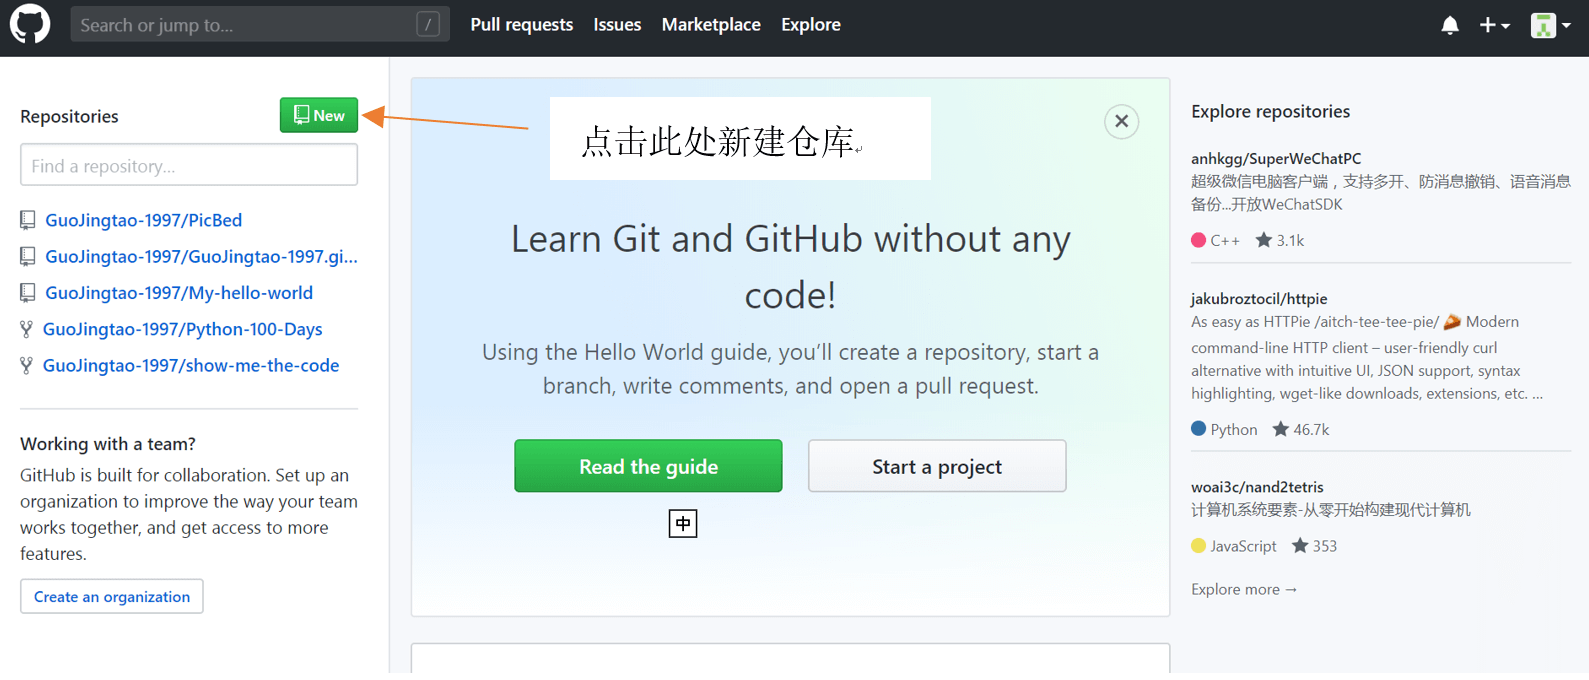 Search or jump to...
/
Pull requests
Issues
Marketplace
Explore
Repositories
New
Find a repository...
GuoJingtao-1997/PicBed
GuoJingtao-1997/GuoJingtao-1997.gi...
GuoJingtao-1997/My-hello-world
GuoJingtao-1997/Python-100-Days
GuoJingtao-1997/show-me-the-code
Working with a team?
GitHub is built for collaboration. Set up an
organization to improve the way your team
works together, and get access to more
features.
Create an organization
点击此处新建仓库
Learn Git and GitHub without any
code!
Using the Hello World guide, you’ll create a repository, start a
branch, write comments, and open a pull request.
Read the guide
Start a project
中
Explore repositories
anhkgg/SuperWeChatPC
超级微信电脑客户端，支持多开、防消息撤销、语音消息
备份...开放WeChatSDK
C++ 3.1k
jakubroztocil/httpie
As easy as HTTPie /aitch-tee-tee-pie/ 🥧 Modern
command-line HTTP client – user-friendly curl
alternative with intuitive UI, JSON support, syntax
highlighting, wget-like downloads, extensions, etc. ...
Python 46.7k
woai3c/nand2tetris
计算机系统要素-从零开始构建现代计算机
JavaScript 353
Explore more →